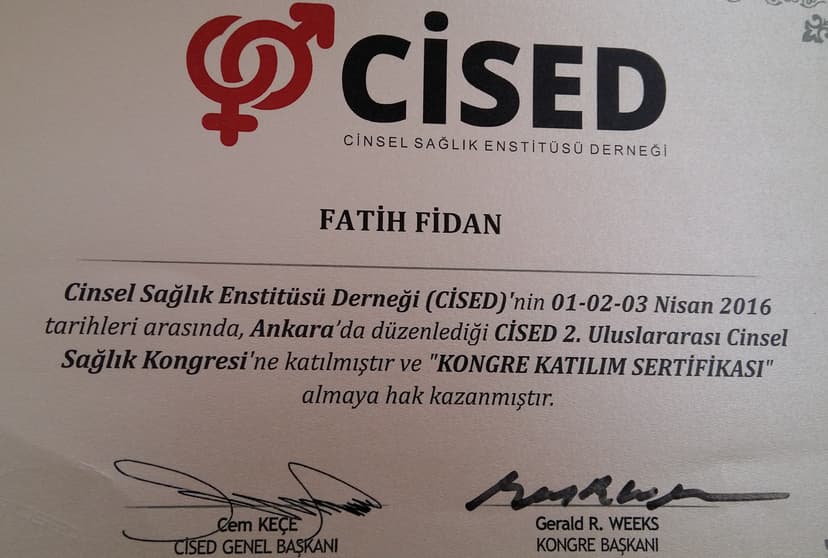 CİSED
CİNSEL SAĞLIK ENSTİTÜSÜ DERNEĞİ
FATİH FİDAN
Cinsel Sağlık Enstitüsü Derneği (CİSED)'nin 01-02-03 Nisan 2016
tarihleri arasında, Ankara'da düzenlediği CİSED 2. Uluslararası Cinsel
Sağlık Kongresi'ne katılmıştır ve "KONGRE KATILIM SERTİFİKASI"
almaya hak kazanmıştır.
Cem KEÇE
CİSED GENEL BAŞKANI
Gerald R. WEEKS
KONGRE BAŞKANI